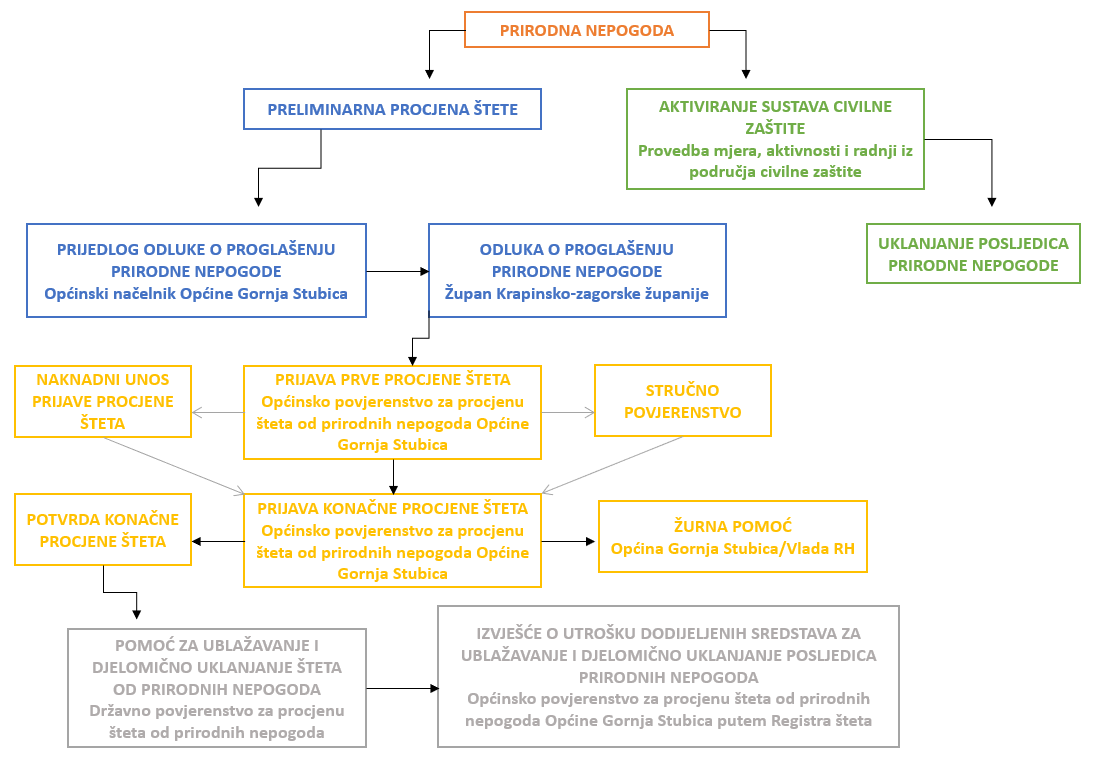 PRIRODNA NEPOGODA
PRELIMINARNA PROCJENA ŠTETE
AKTIVIRANJE SUSTAVA CIVILNE
ZAŠTITE
Provedba mjera, aktivnosti i radnji iz
područja civilne zaštite
PRIJEDLOG ODLUKE O PROGLAŠENJU
PRIRODNE NEPOGODE
Općinski načelnik Općine Gornja Stubica
ODLUKA O PROGLAŠENJU
PRIRODNE NEPOGODE
Župan Krapinsko-zagorske županije
UKLANJANJE POSLJEDICA
PRIRODNE NEPOGODE
NAKNADNI UNOS
PRIJAVE PROCJENE
ŠTETA
PRIJAVA PRVE PROCJENE ŠTETA
Općinsko povjerenstvo za procjenu
šteta od prirodnih nepogoda Općine
Gornja Stubica
STRUČNO
POVJERENSTVO
POTVRDA KONAČNE
PROCJENE ŠTETA
PRIJAVA KONAČNE PROCJENE ŠTETA
Općinsko povjerenstvo za procjenu
šteta od prirodnih nepogoda Općine
Gornja Stubica
ŽURNA POMOĆ
Općina Gornja Stubica/Vlada RH
POMOĆ ZA UBLAŽAVANJE I
DJELOMIČNO UKLANJANJE ŠTETA
OD PRIRODNIH NEPOGODA
Državno povjerenstvo za procjenu
šteta od prirodnih nepogoda
IZVJEŠĆE O UTROŠKU DODIJELJENIH SREDSTAVA ZA
UBLAŽAVANJE I DJELOMIČNO UKLANJANJE POSLJEDICA
PRIRODNIH NEPOGODA
Općinsko povjerenstvo za procjenu šteta od prirodnih
nepogoda Općine Gornja Stubica putem Registra šteta